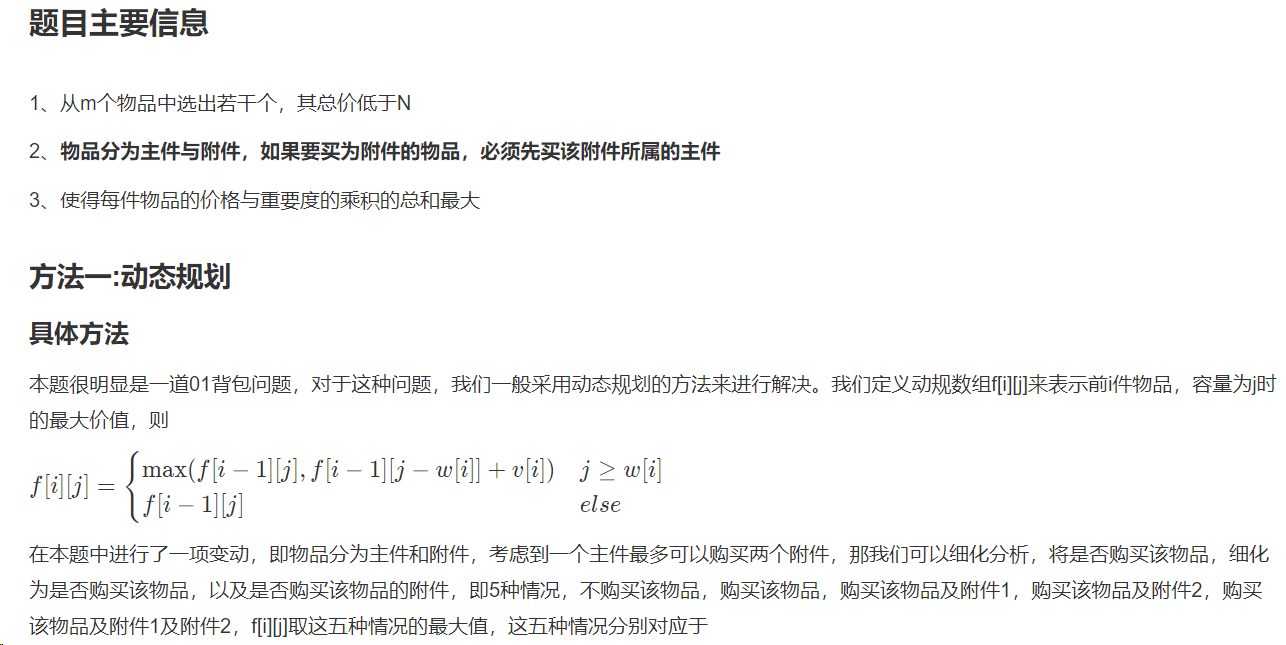 题目主要信息
1、从m个物品中选出若干个，其总价低于N
2、物品分为主件与附件，如果要买为附件的物品，必须先买该附件所属的主件
3、使得每件物品的价格与重要度的乘积的总和最大
方法一:动态规划
具体方法
本题很明显是一道01背包问题，对于这种问题，我们一般采用动态规划的方法来进行解决。我们定义动规数组f[i][j]来表示前i件物品，容量为j时
的最大价值，则
f[i][j] = { max(f[i − 1][j], f[i − 1][j − w[i]] + v[i]) j ≥ w[i]
f[i − 1][j] else
在本题中进行了一项变动，即物品分为主件和附件，考虑到一个主件最多可以购买两个附件，那我们可以细化分析，将是否购买该物品，细化
为是否购买该物品，以及是否购买该物品的附件，即5种情况，不购买该物品，购买该物品，购买该物品及附件1，购买该物品及附件2，购买
该物品及附件1及附件2，f[i][j]取这五种情况的最大值，这五种情况分别对应于